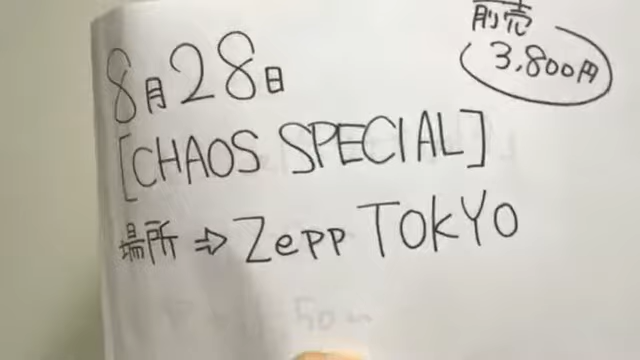 前売
3,800円
8月28日
[CHAOS SPECIAL]
場所⇒Zepp TOKYO